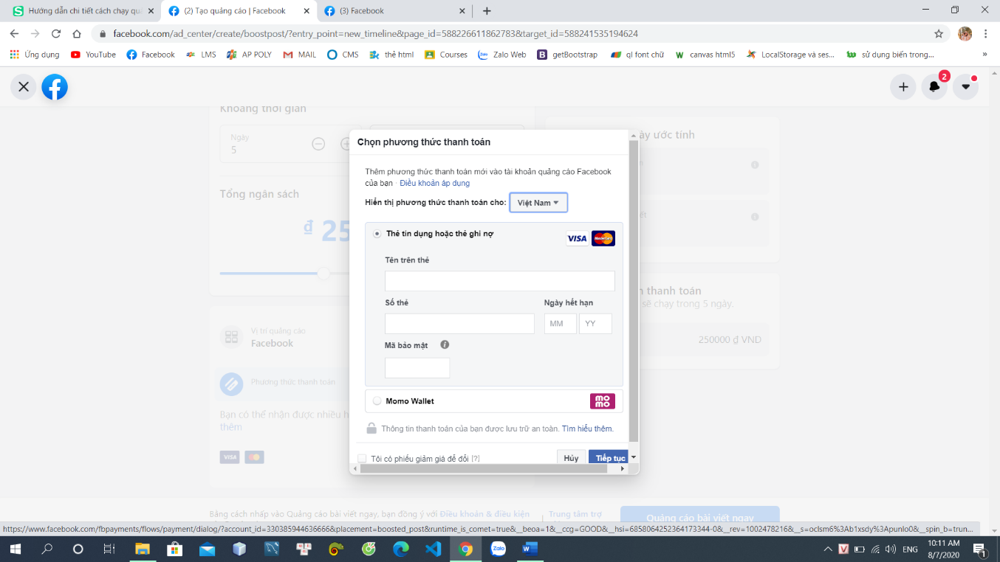 Hướng dẫn chi tiết cách chạy quả
(2) Tạo quảng cáo | Facebook
(3) Facebook
facebook.com/ad_center/create/boostpost/?entry_point=new_timeline&page_id=588226611862783&target_id=588241535194624
Ứng dụng
YouTube
Facebook
LMS
AP POLY
MAIL
CMS
thẻ html
Courses
Zalo Web
getBootstrap
ql font chữ
canvas html5
LocalStorage và ses...
sử dụng biến trong...
2
Khoảng thời gian
Ngày
5
Tổng ngân sách
₫ 25
Vị trí quảng cáo
Facebook
Phương thức thanh toán
Bạn có thể nhận được nhiều h
thêm
VISA
Chọn phương thức thanh toán
Thêm phương thức thanh toán mới vào tài khoản quảng cáo Facebook
của bạn · Điều khoản áp dụng
Hiển thị phương thức thanh toán cho: Việt Nam
Thẻ tín dụng hoặc thẻ ghi nợ
VISA MasterCard
Tên trên thẻ
Số thẻ
Ngày hết hạn
MM
YY
Mã bảo mật
Momo Wallet
mo
mo
Thông tin thanh toán của bạn được lưu trữ an toàn. Tìm hiểu thêm.
Tôi có phiếu giảm giá để đổi [?]
Hủy
Tiếp tục
ày ước tính
ết
thanh toán
sẽ chạy trong 5 ngày.
250000 ₫ VND
Bằng cách nhấp vào Quảng cáo bài viết ngay, bạn đồng ý với Điều khoản & điều kiện
Trung tâm trợ
Quảng cáo bài viết ngay
https://www.facebook.com/fbpayments/flows/payment/dialog/?account_id=330385944636666&placement=boosted_post&runtime_is_comet=true&__beoa=1&__ccg=GOOD&__hsi=6858064252364173344-0&__rev=1002478216&__s=oclsm6%3Ab1xsdy%3Apunlo0&__spin_b=trun...
Zalo
ENG
10:11 AM
8/7/2020
1